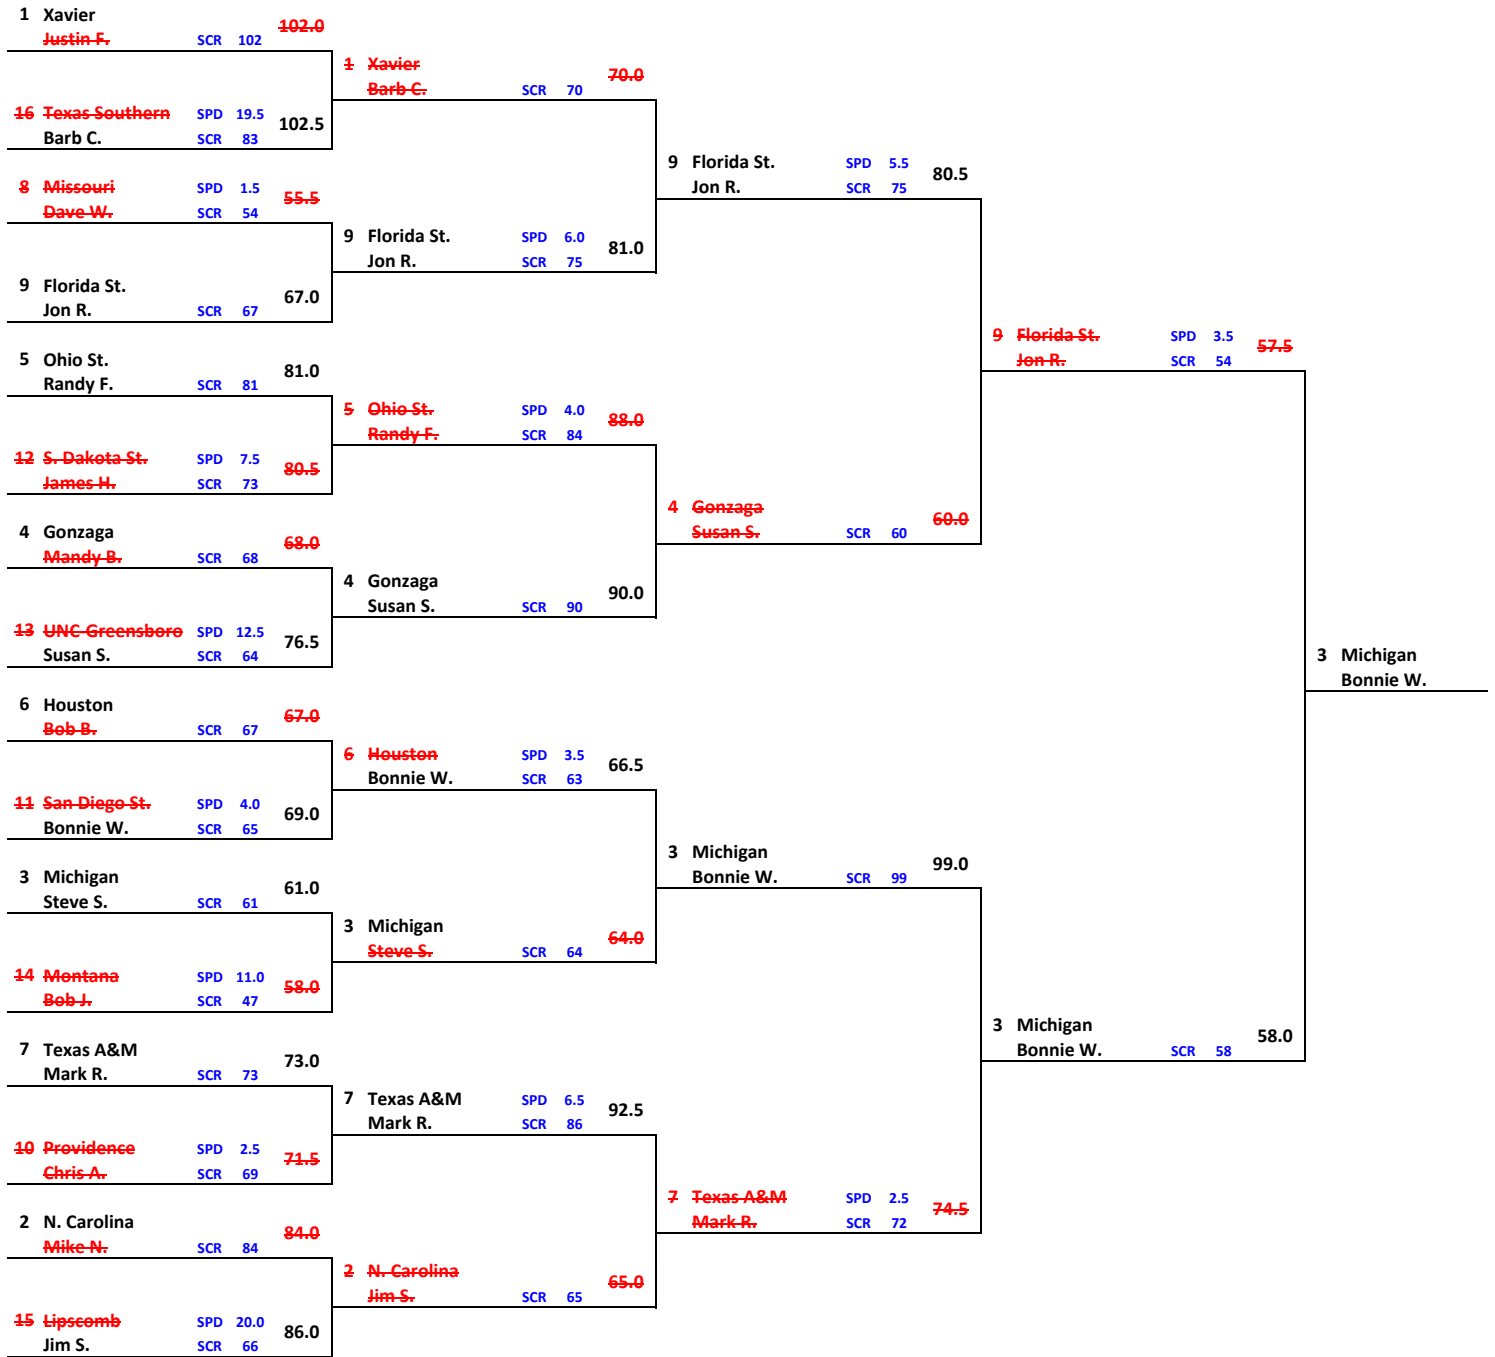 1 Xavier 102.0
Justin F. SCR 102
16 Texas Southern SPD 19.5 102.5
Barb C. SCR 83
8 Missouri SPD 1.5 55.5
Dave W. SCR 54
9 Florida St. 67.0
Jon R. SCR 67
5 Ohio St. 81.0
Randy F. SCR 81
12 S. Dakota St. SPD 7.5 80.5
James H. SCR 73
4 Gonzaga 68.0
Mandy B. SCR 68
13 UNC Greensboro SPD 12.5 76.5
Susan S. SCR 64
6 Houston 67.0
Bob B. SCR 67
11 San Diego St. SPD 4.0 69.0
Bonnie W. SCR 65
3 Michigan 61.0
Steve S. SCR 61
14 Montana SPD 11.0 58.0
Bob J. SCR 47
7 Texas A&M 73.0
Mark R. SCR 73
10 Providence SPD 2.5 71.5
Chris A. SCR 69
2 N. Carolina 84.0
Mike N. SCR 84
15 Lipscomb SPD 20.0 86.0
Jim S. SCR 66
1 Xavier 70.0
Barb C. SCR 70
9 Florida St. SPD 6.0 81.0
Jon R. SCR 75
5 Ohio St. SPD 4.0 88.0
Randy F. SCR 84
4 Gonzaga 90.0
Susan S. SCR 90
6 Houston SPD 3.5 66.5
Bonnie W. SCR 63
3 Michigan 64.0
Steve S. SCR 64
7 Texas A&M SPD 6.5 92.5
Mark R. SCR 86
2 N. Carolina 65.0
Jim S. SCR 65
9 Florida St. SPD 5.5 80.5
Jon R. SCR 75
4 Gonzaga 60.0
Susan S. SCR 60
3 Michigan 99.0
Bonnie W. SCR 99
7 Texas A&M SPD 2.5 74.5
Mark R. SCR 72
9 Florida St. SPD 3.5 57.5
Jon R. SCR 54
3 Michigan 58.0
Bonnie W. SCR 58
3 Michigan
Bonnie W.